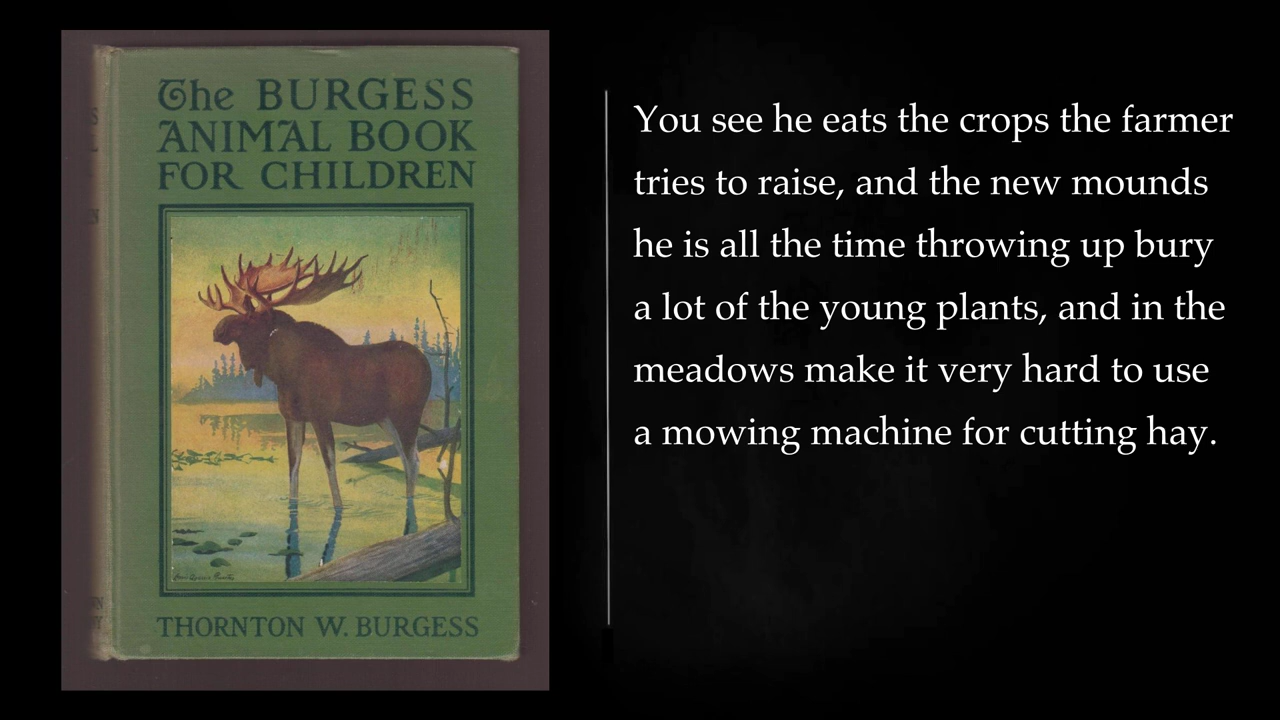 The BURGESS
ANIMAL BOOK
FOR CHILDREN
THORNTON W. BURGESS
You see he eats the crops the farmer
tries to raise, and the new mounds
he is all the time throwing up bury
a lot of the young plants, and in the
meadows make it very hard to use
a mowing machine for cutting hay.